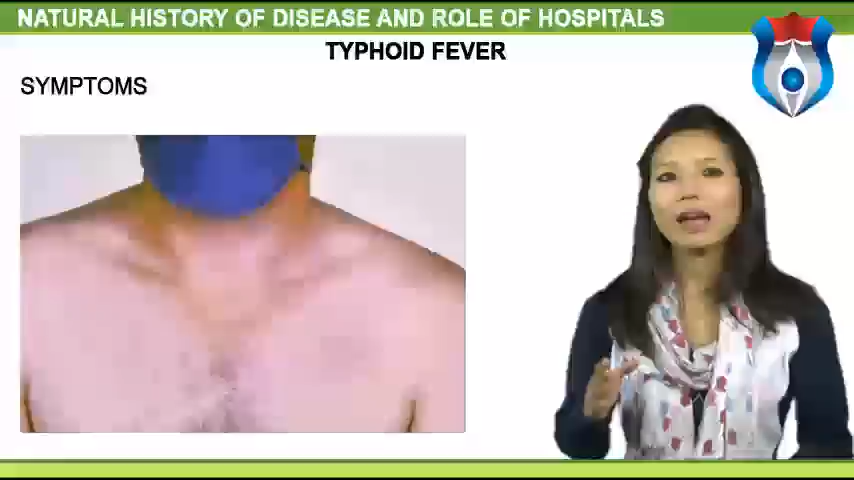 NATURAL HISTORY OF DISEASE AND ROLE OF HOSPITALS
TYPHOID FEVER
SYMPTOMS